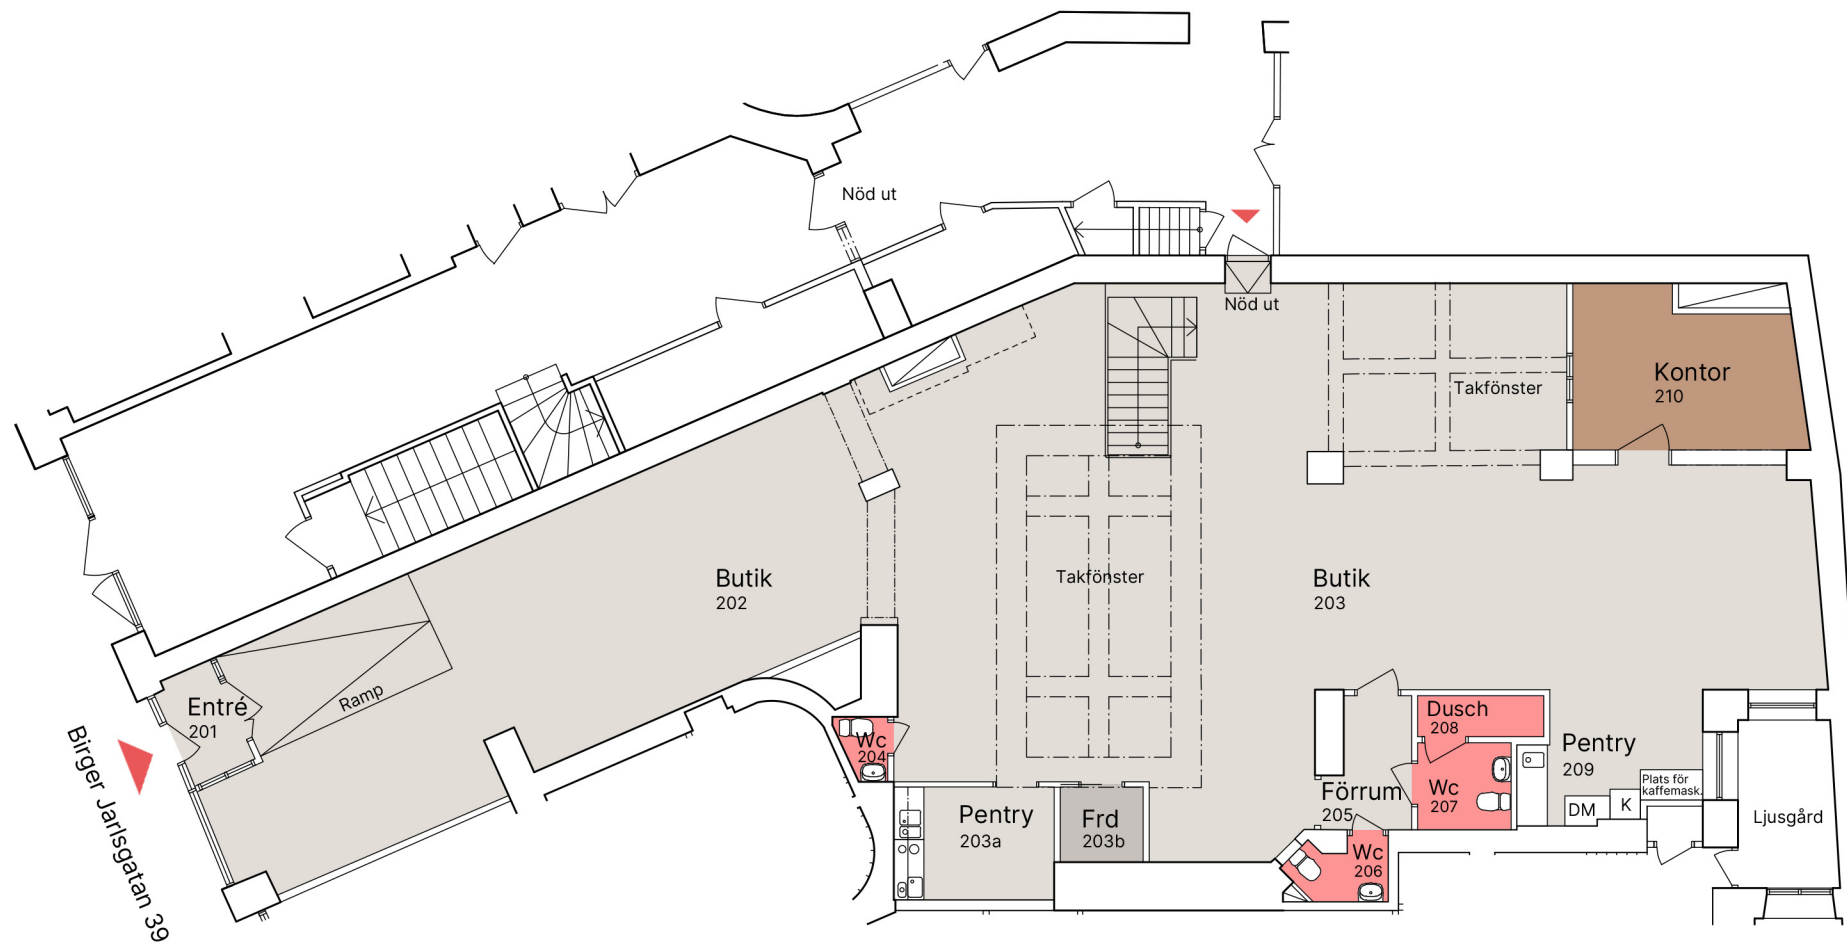 Nöd ut
Nöd ut
Kontor
210
Takfönster
Butik
202
Takfönster
Butik
203
Ramp
Entré
201
Birger Jarlsgatan 39
Wc
204
Dusch
208
Pentry
209
Plats för
kaffemask.
Wc
207
Förrum
205
DM
K
Ljusgård
Pentry
203a
Frd
203b
Wc
206